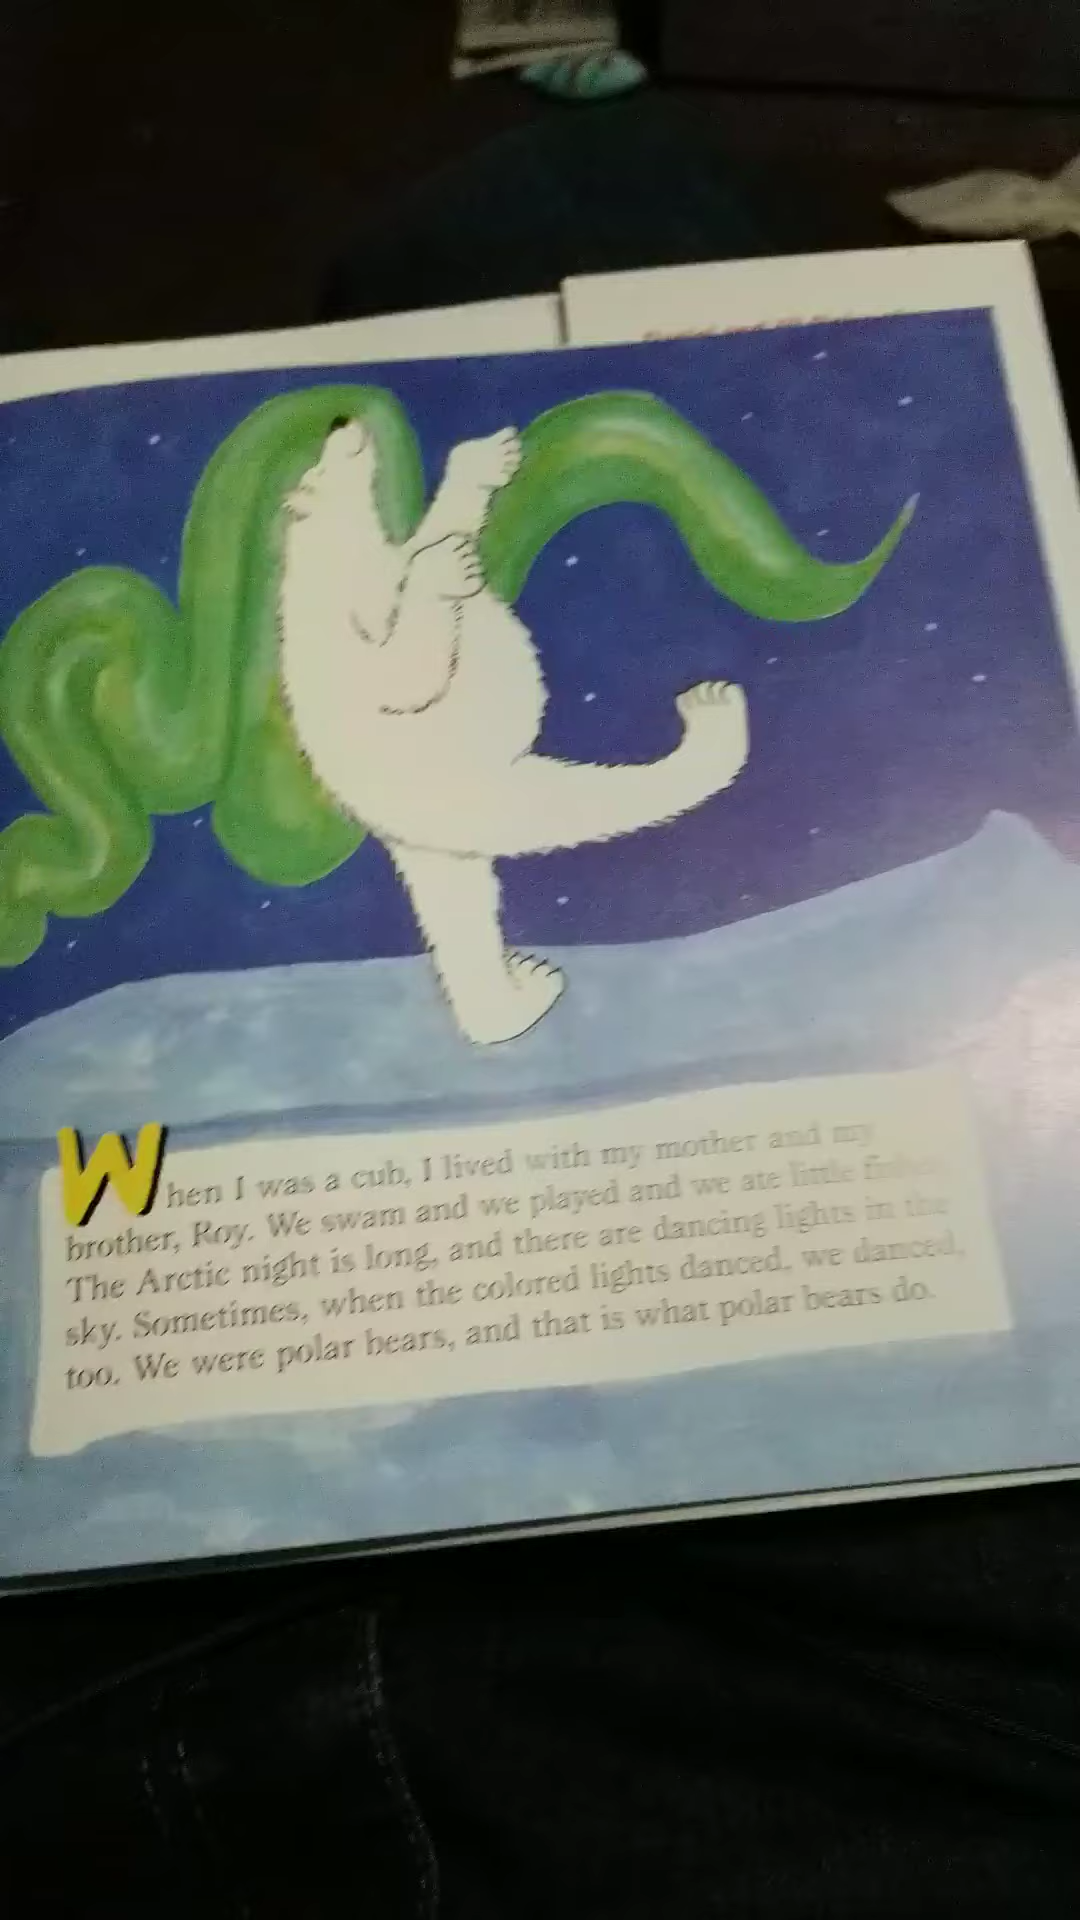 When I was a cub, I lived with my mother and my
brother, Roy. We swam and we played and we ate little
The Arctic night is long, and there are dancing lights in the
sky. Sometimes, when the colored lights danced, we danced,
too. We were polar bears, and that is what polar bears do.